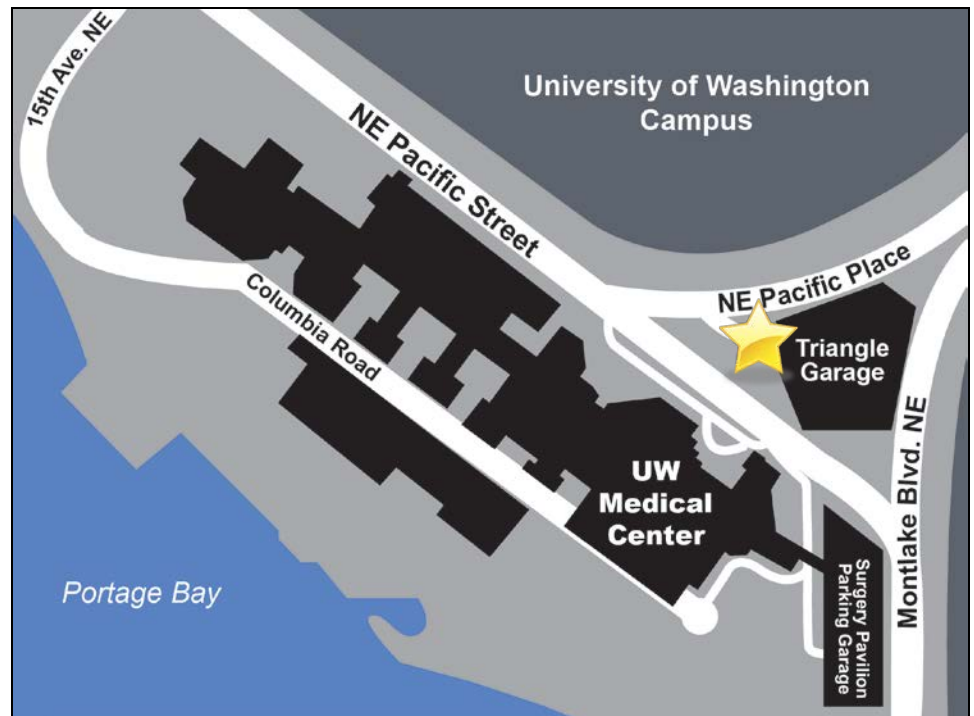 15th Ave. NE
University of Washington
Campus
NE Pacific Street
NE Pacific Place
Columbia Road
Triangle
Garage
UW
Medical
Center
Montlake Blvd. NE
Surgery Pavilion
Parking Garage
Portage Bay